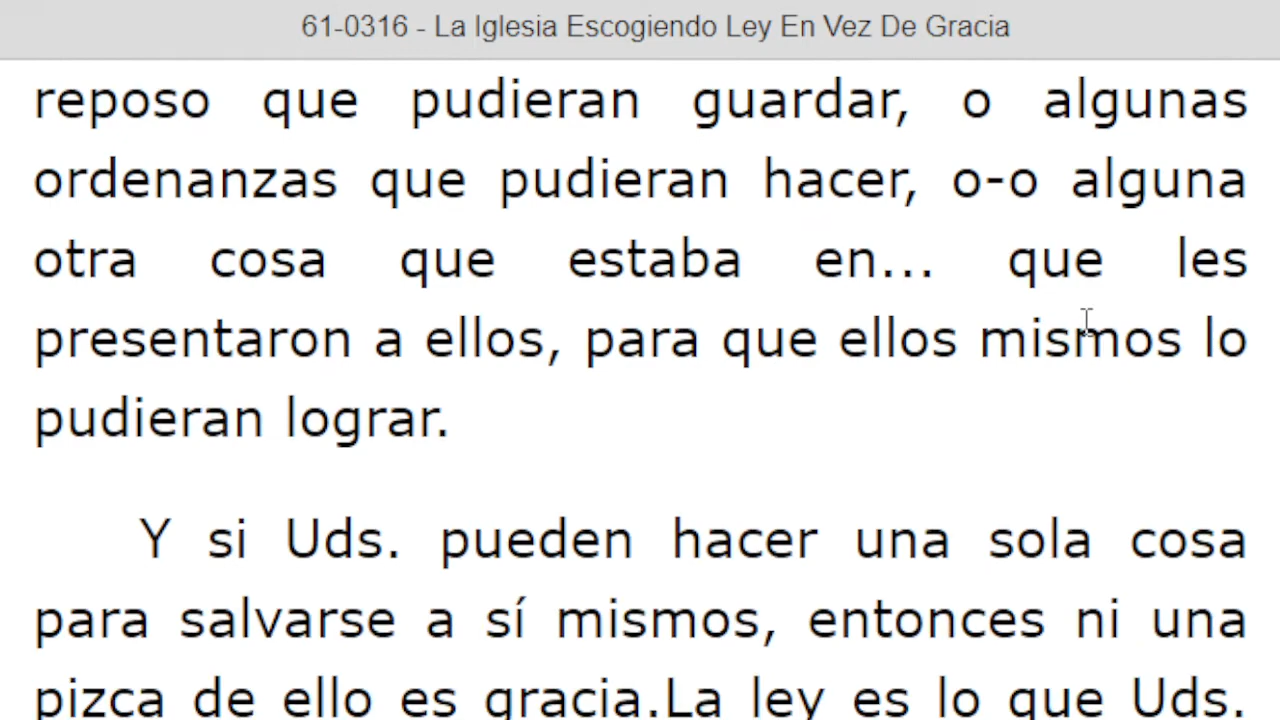 61-0316 - La Iglesia Escogiendo Ley En Vez De Gracia
reposo que pudieran guardar, o algunas
ordenanzas que pudieran hacer, o-o alguna
otra cosa que estaba en... que les
presentaron a ellos, para que ellos mismos lo
pudieran lograr.
Y si Uds. pueden hacer una sola cosa
para salvarse a sí mismos, entonces ni una
pizca de ello es gracia.La ley es lo que Uds.